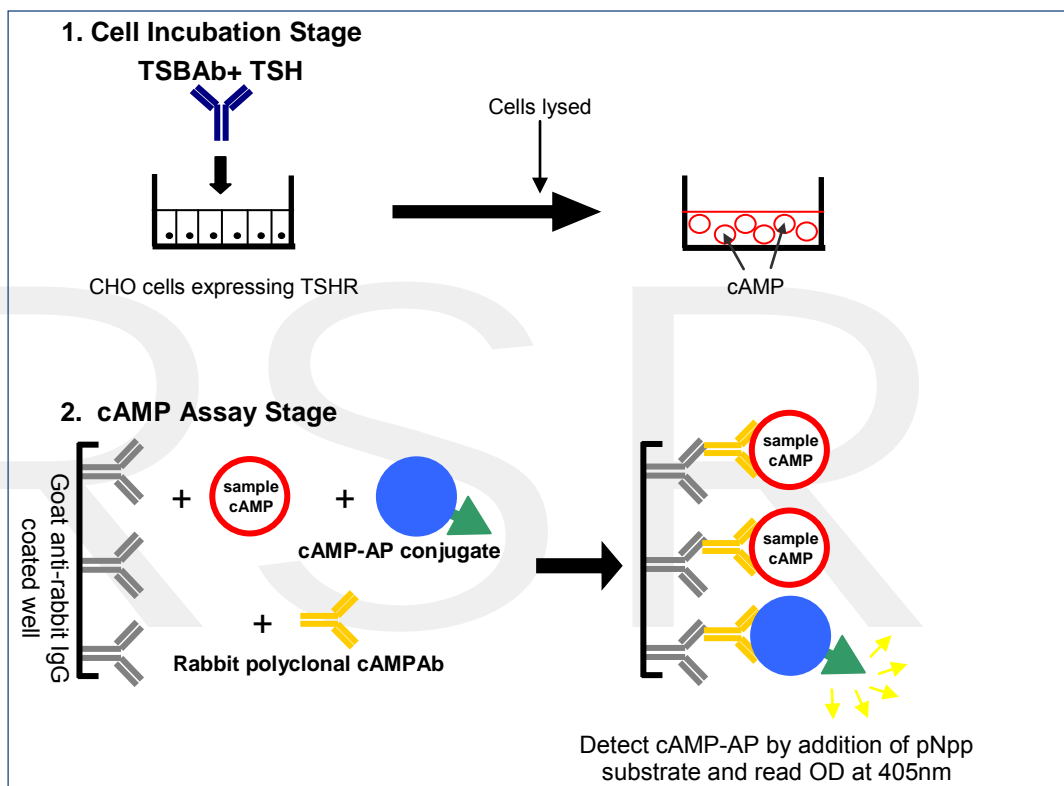 1. Cell Incubation Stage
TSBAb+ TSH
Cells lysed
CHO cells expressing TSHR
cAMP
RSR
2. cAMP Assay Stage
Goat anti-rabbit IgG
coated well
+
sample
cAMP
+
cAMP-AP conjugate
+
Rabbit polyclonal cAMPAb
sample
cAMP
sample
cAMP
Detect cAMP-AP by addition of pNpp
substrate and read OD at 405nm